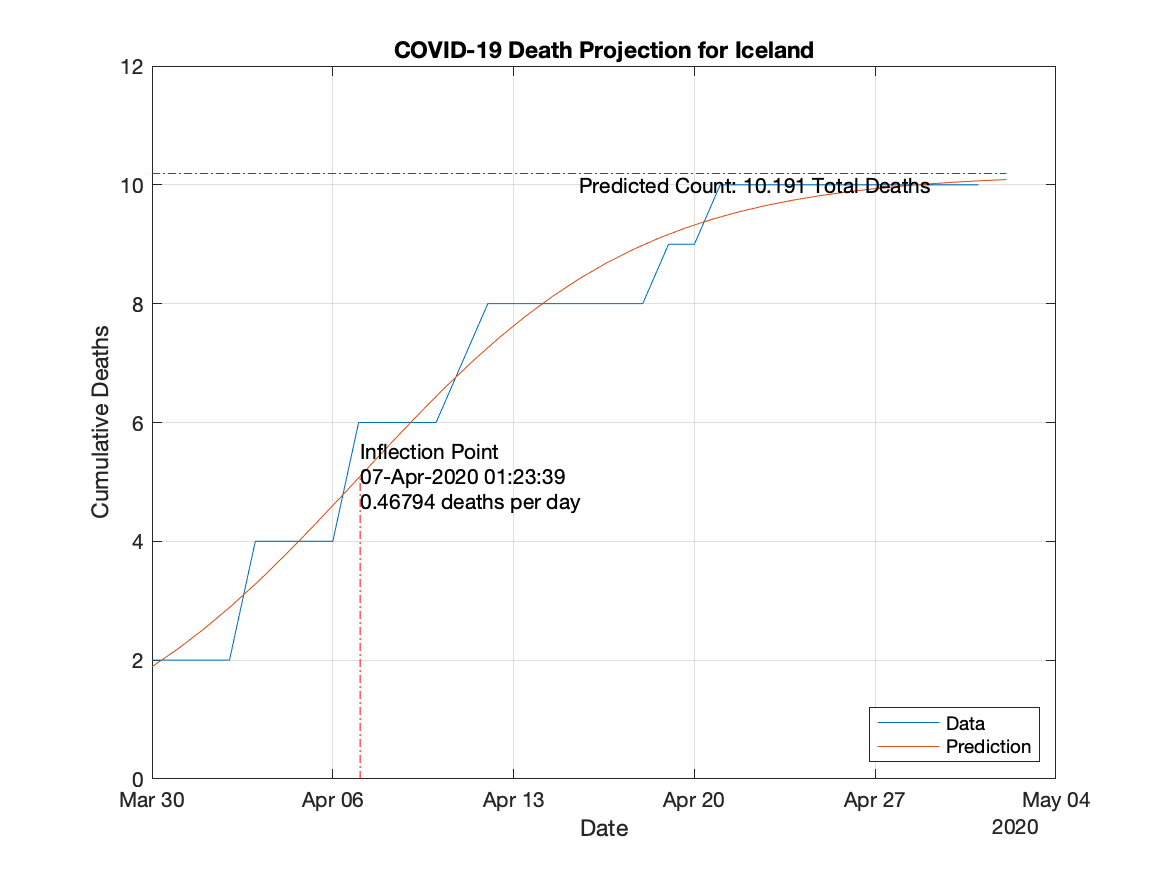 COVID-19 Death Projection for Iceland
12
10
8
6
4
2
0
Cumulative Deaths
Predicted Count: 10.191 Total Deaths
Inflection Point
07-Apr-2020 01:23:39
0.46794 deaths per day
Data
Prediction
Mar 30
Apr 06
Apr 13
Apr 20
Apr 27
May 04
Date
2020